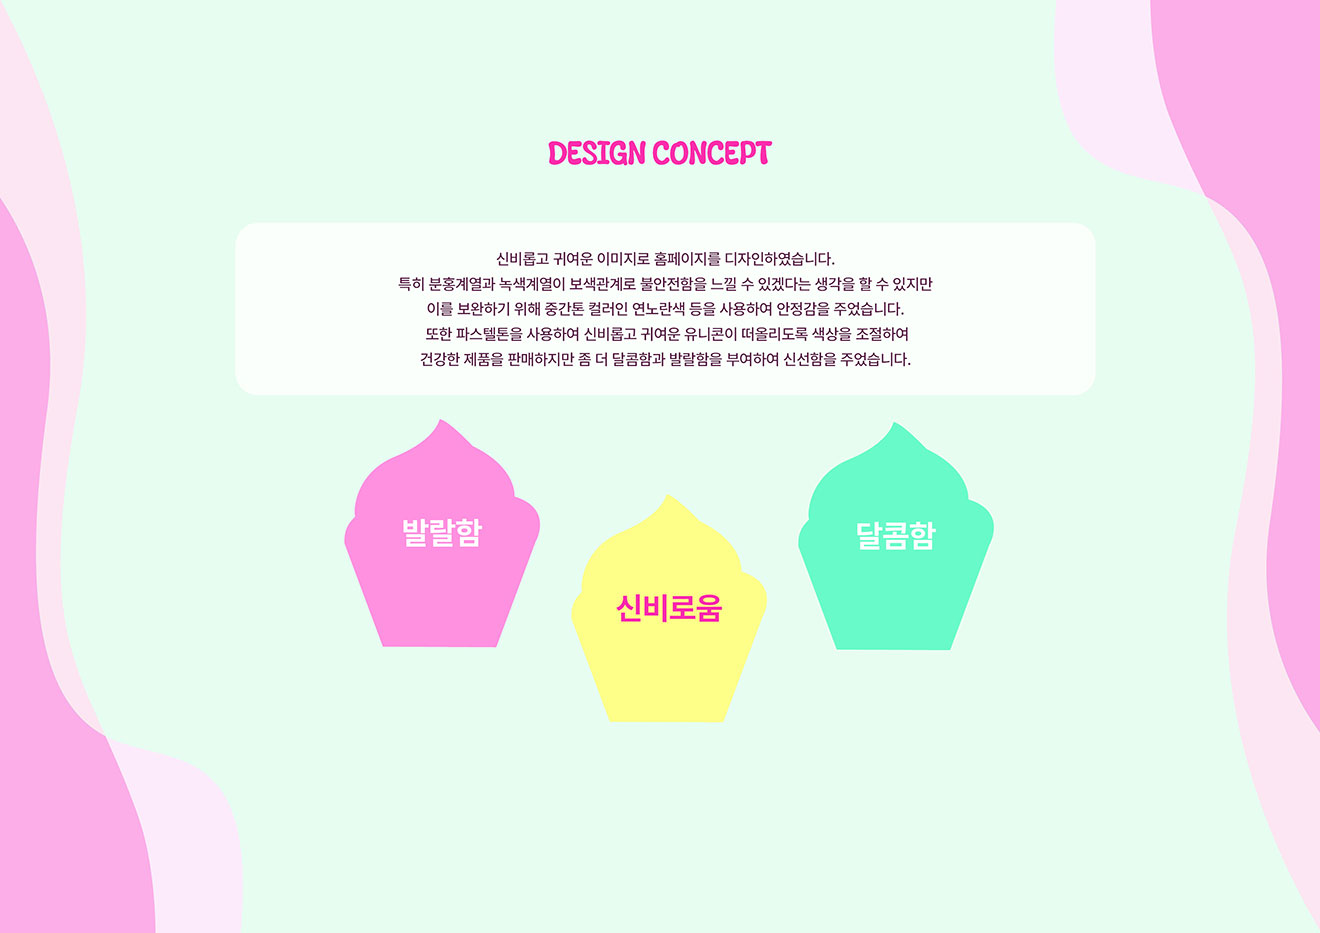 DESIGN CONCEPT
신비롭고 귀여운 이미지로 홈페이지를 디자인하였습니다.
특히 분홍계열과 녹색계열이 보색관계로 불안전함을 느낄 수 있겠다는 생각을 할 수 있지만
이를 보완하기 위해 중간톤 컬러인 연노란색 등을 사용하여 안정감을 주었습니다.
또한 파스텔톤을 사용하여 신비롭고 귀여운 유니콘이 떠올리도록 색상을 조절하여
건강한 제품을 판매하지만 좀 더 달콤함과 발랄함을 부여하여 신선함을 주었습니다.
발랄함
신비로움
달콤함